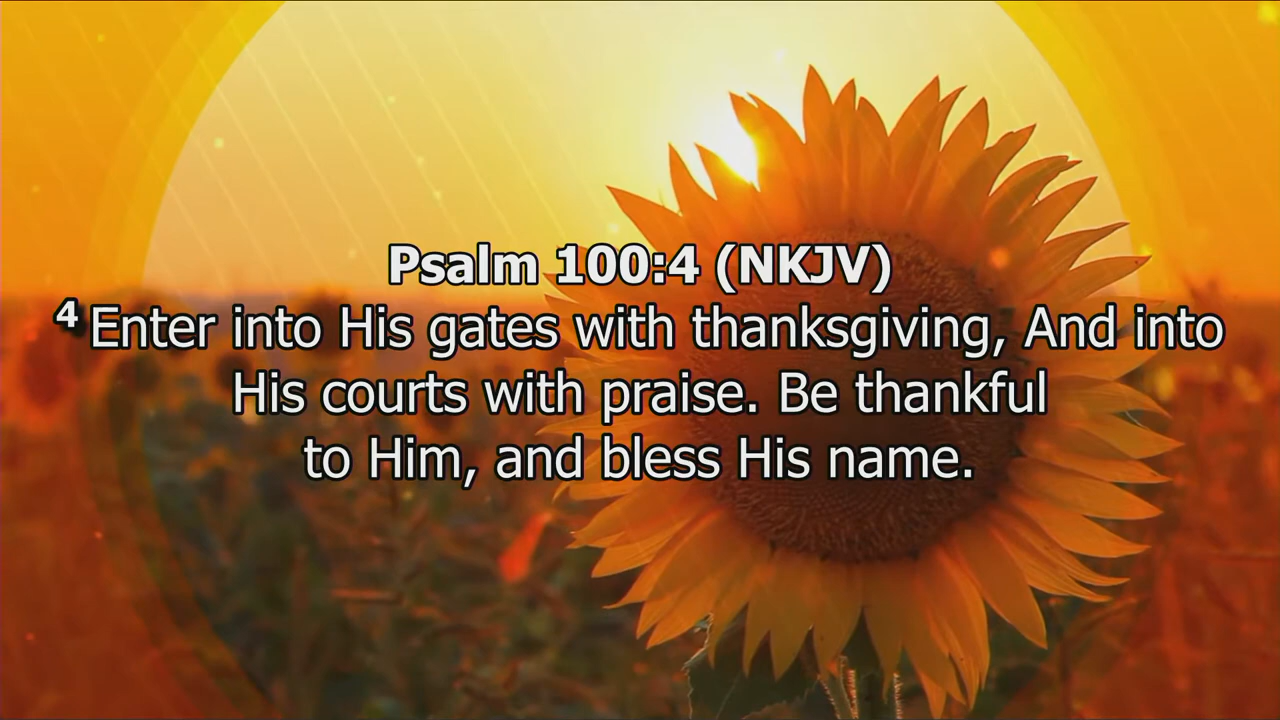 Psalm 100:4 (NKJV)
4 Enter into His gates with thanksgiving, And into
His courts with praise. Be thankful
to Him, and bless His name.